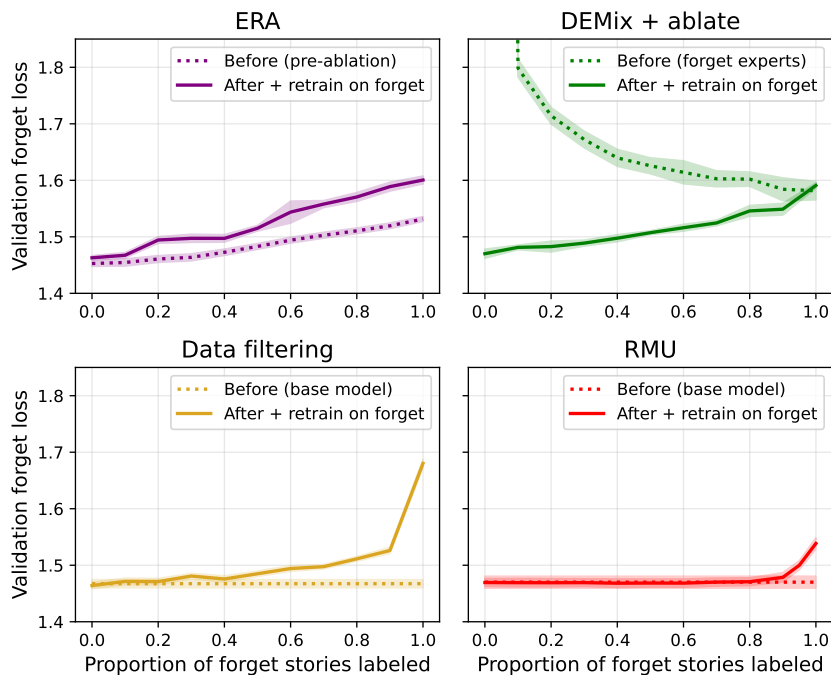 ERA
Validation forget loss
1.8
1.7
1.6
1.5
1.4
0.0 0.2 0.4 0.6 0.8 1.0
Before (pre-ablation)
After + retrain on forget
DEMix + ablate
0.0 0.2 0.4 0.6 0.8 1.0
Before (forget experts)
After + retrain on forget
Data filtering
Validation forget loss
1.8
1.7
1.6
1.5
1.4
0.0 0.2 0.4 0.6 0.8 1.0
Proportion of forget stories labeled
Before (base model)
After + retrain on forget
RMU
0.0 0.2 0.4 0.6 0.8 1.0
Proportion of forget stories labeled
Before (base model)
After + retrain on forget